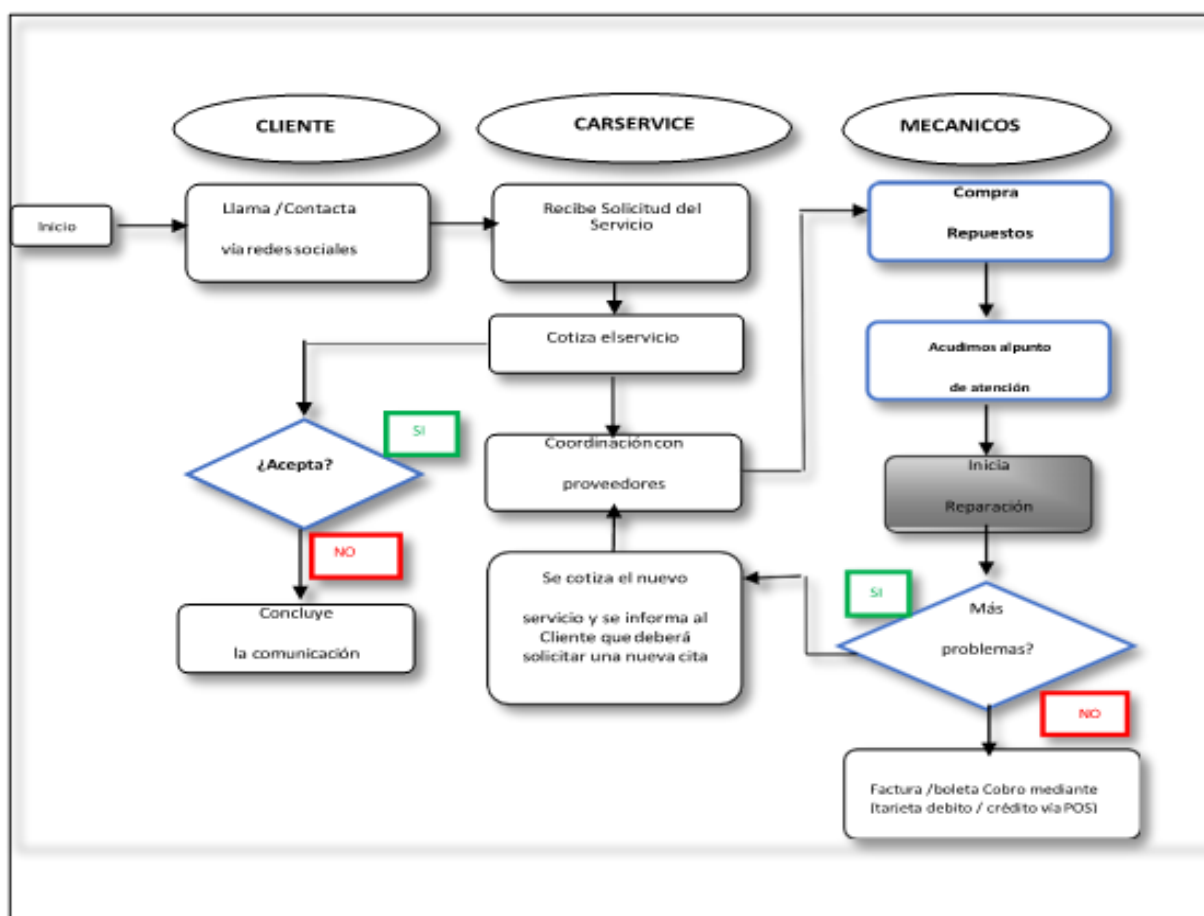 CLIENTE
CARSERVICE
MECANICOS
Inicio
Llama /Contacta
vía redes sociales
Recibe Solicitud del
Servicio
Compra
Repuestos
Cotiza el servicio
Acudimos al punto
de atención
¿Acepta?
SI
Coordinación con
proveedores
Inicia
Reparación
NO
Concluye
la comunicación
Se cotiza el nuevo
servicio y se informa al
Cliente que deberá
solicitar una nueva cita
SI
Más
problemas?
NO
Factura /boleta Cobro mediante
(tarjeta debito / crédito vía POS)